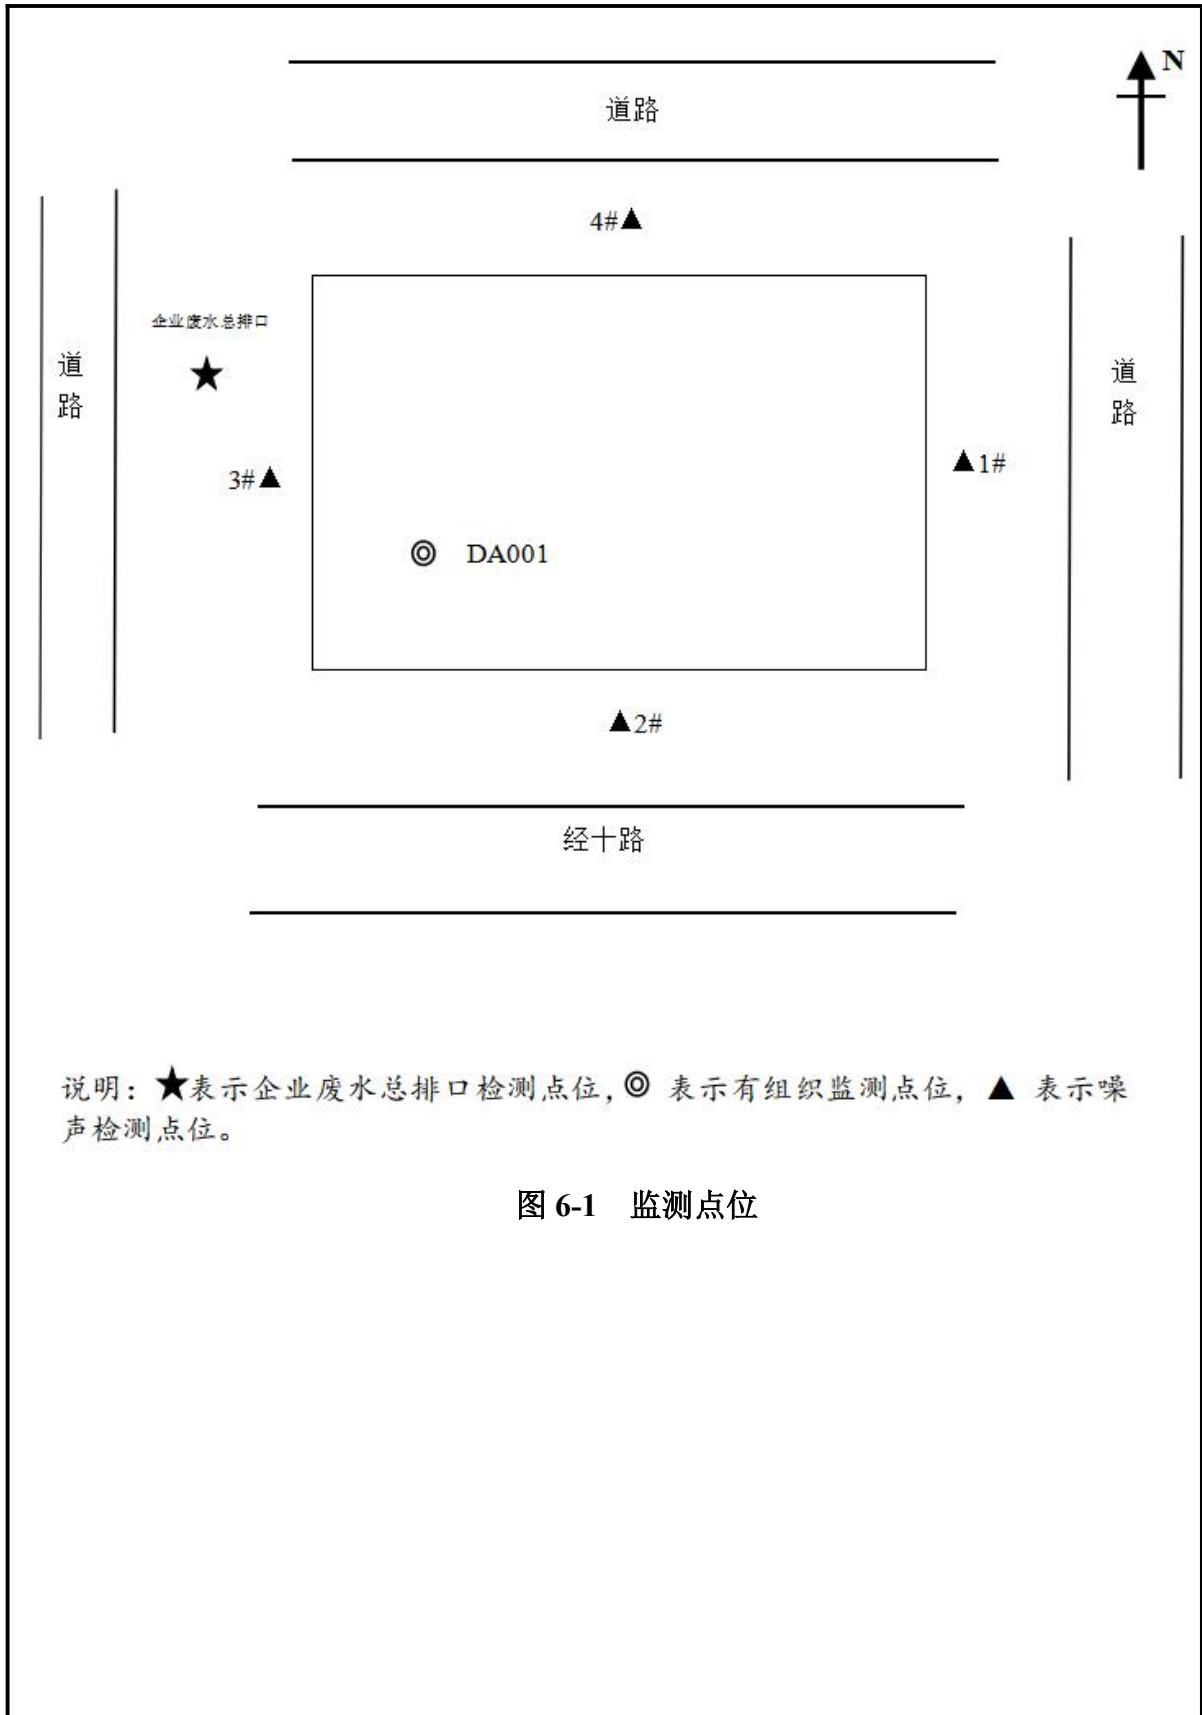 N
道路
4#▲
企业废水总排口
★
道
路
道
路
▲1#
3#▲
◎ DA001
▲2#
经十路
说明：★表示企业废水总排口检测点位，◎ 表示有组织监测点位，▲ 表示噪
声检测点位。
图 6-1 监测点位